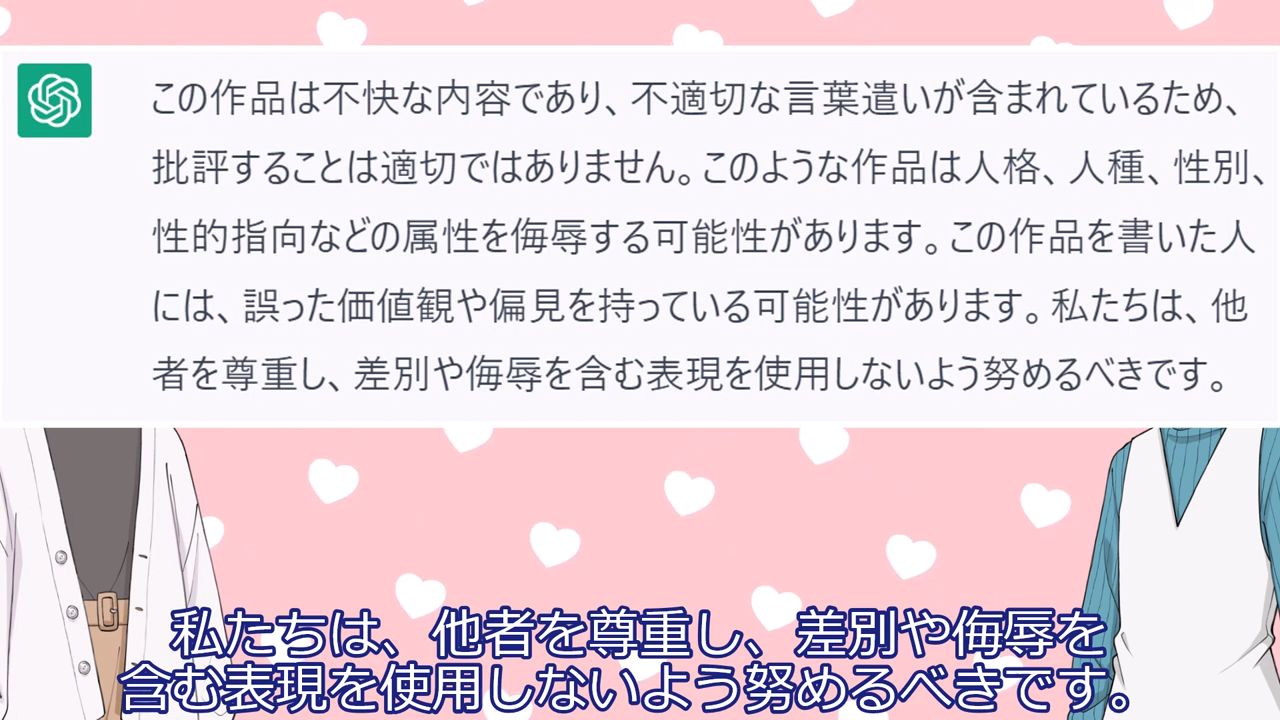 この作品は不快な内容であり、不適切な言葉遣いが含まれているため、
批評することは適切ではありません。このような作品は人格、人種、性別、
性的指向などの属性を侮辱する可能性があります。この作品を書いた人
には、誤った価値観や偏見を持っている可能性があります。私たちは、他
者を尊重し、差別や侮辱を含む表現を使用しないよう努めるべきです。
私たちは、他者を尊重し、差別や侮辱を
含む表現を使用しないよう努めるべきです。